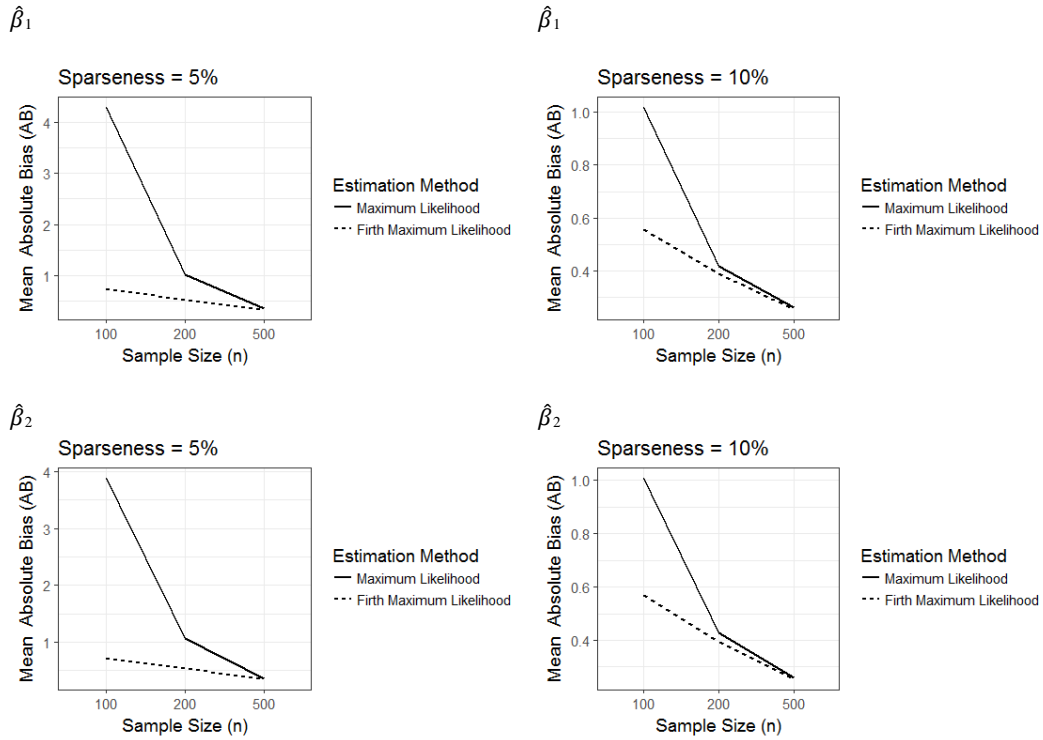 β̂1
Sparseness = 5%
Mean Absolute Bias (AB)
4
3
2
1
100 200 500
Sample Size (n)
Estimation Method
Maximum Likelihood
Firth Maximum Likelihood
β̂1
Sparseness = 10%
Mean Absolute Bias (AB)
1.0
0.8
0.6
0.4
100 200 500
Sample Size (n)
Estimation Method
Maximum Likelihood
Firth Maximum Likelihood
β̂2
Sparseness = 5%
Mean Absolute Bias (AB)
4
3
2
1
100 200 500
Sample Size (n)
Estimation Method
Maximum Likelihood
Firth Maximum Likelihood
β̂2
Sparseness = 10%
Mean Absolute Bias (AB)
1.0
0.8
0.6
0.4
100 200 500
Sample Size (n)
Estimation Method
Maximum Likelihood
Firth Maximum Likelihood